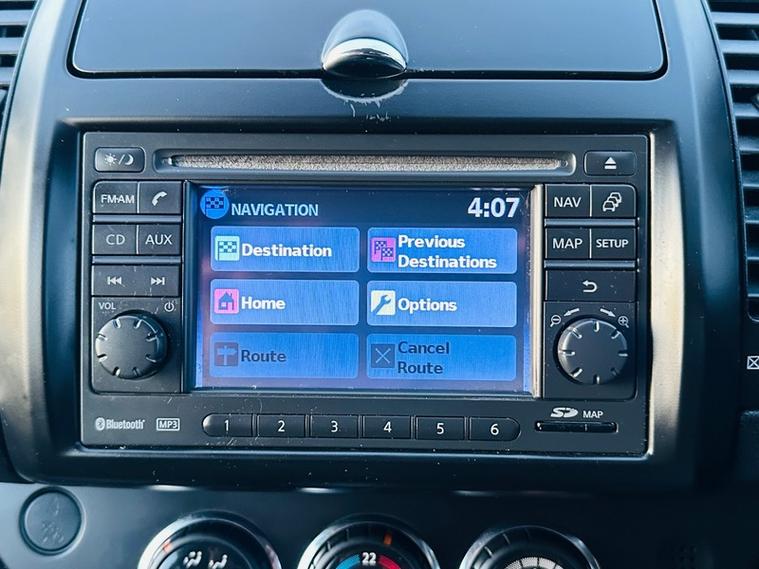 FM·AM
CD AUX
VOL
NAVIGATION 4:07
Destination
Previous
Destinations
Home
Options
Route
Cancel
Route
NAV
MAP SETUP
Bluetooth MP3
1 2 3 4 5 6
SD MAP
22